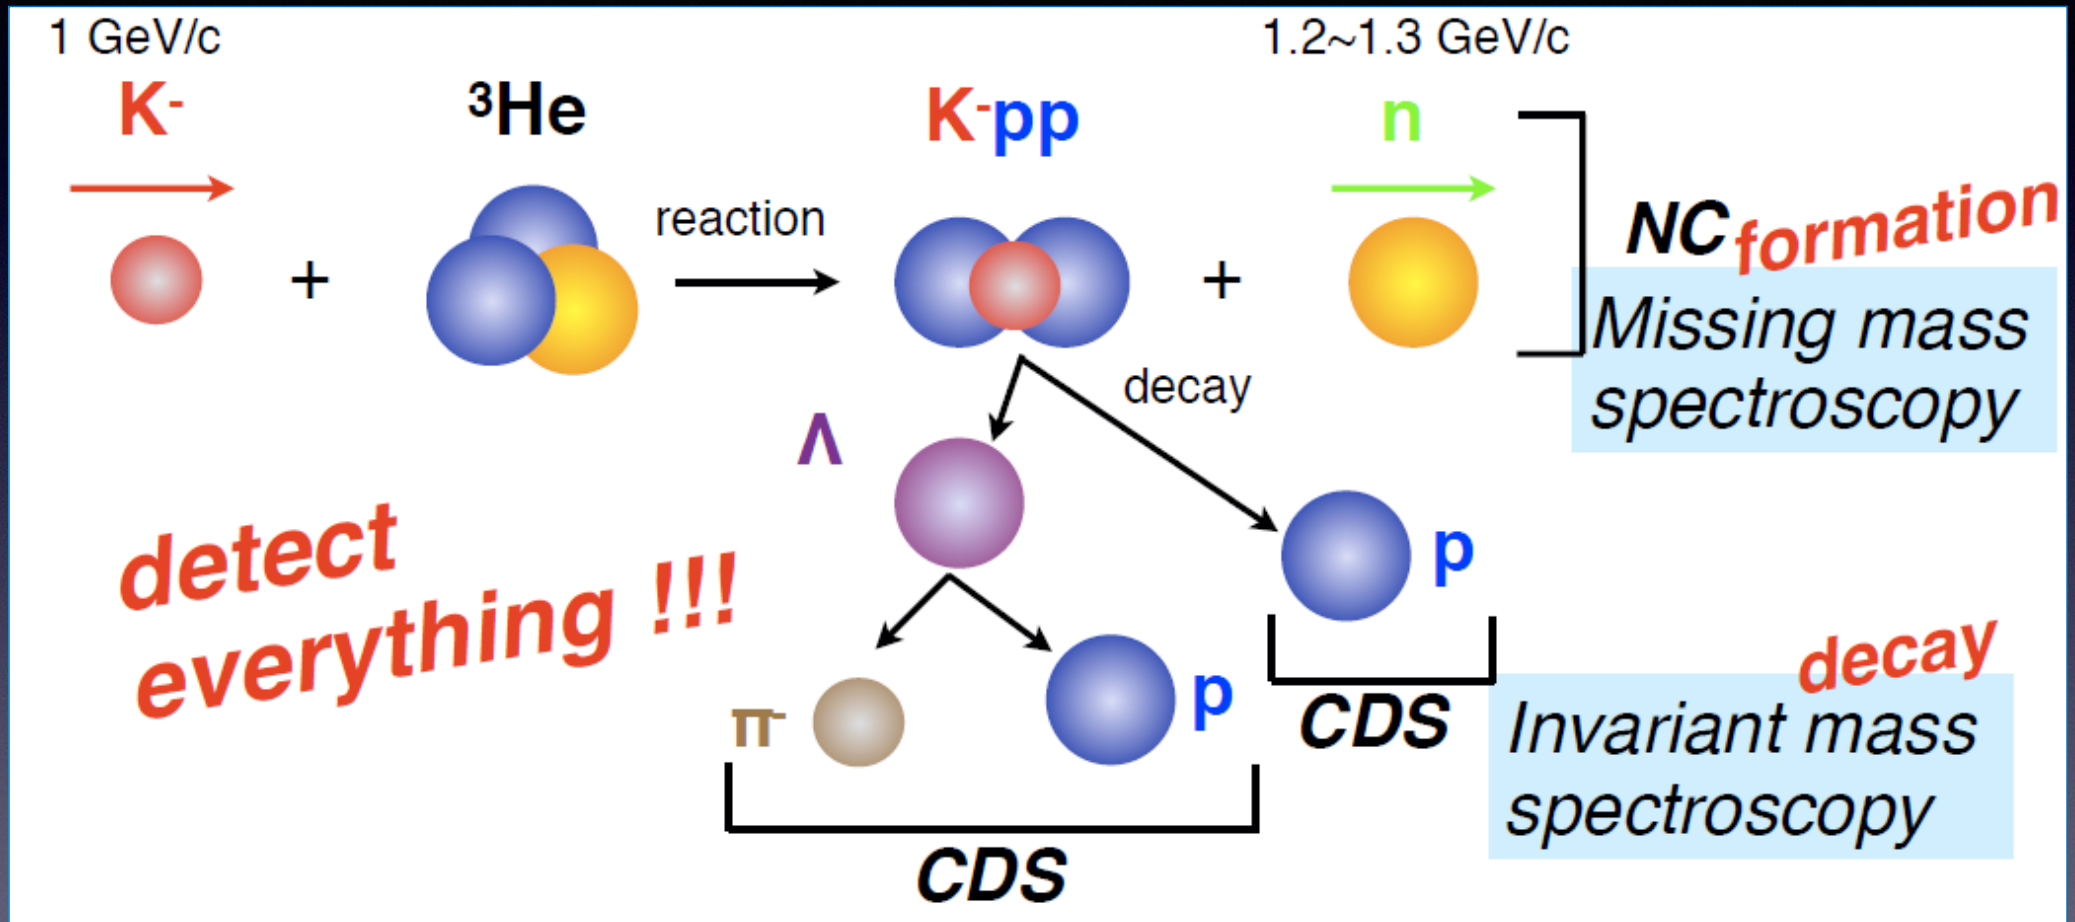 1 GeV/c
1.2~1.3 GeV/c
K-
³He
K-pp
n
reaction
+
+
NC formation
Missing mass
spectroscopy
decay
Λ
detect
everything !!!
p
π-
p
CDS
decay
Invariant mass
spectroscopy
CDS